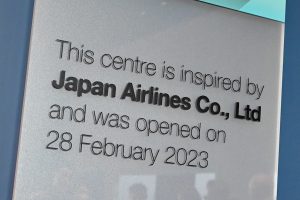 This centre is inspired by
Japan Airlines Co., Ltd
and was opened on
28 February 2023